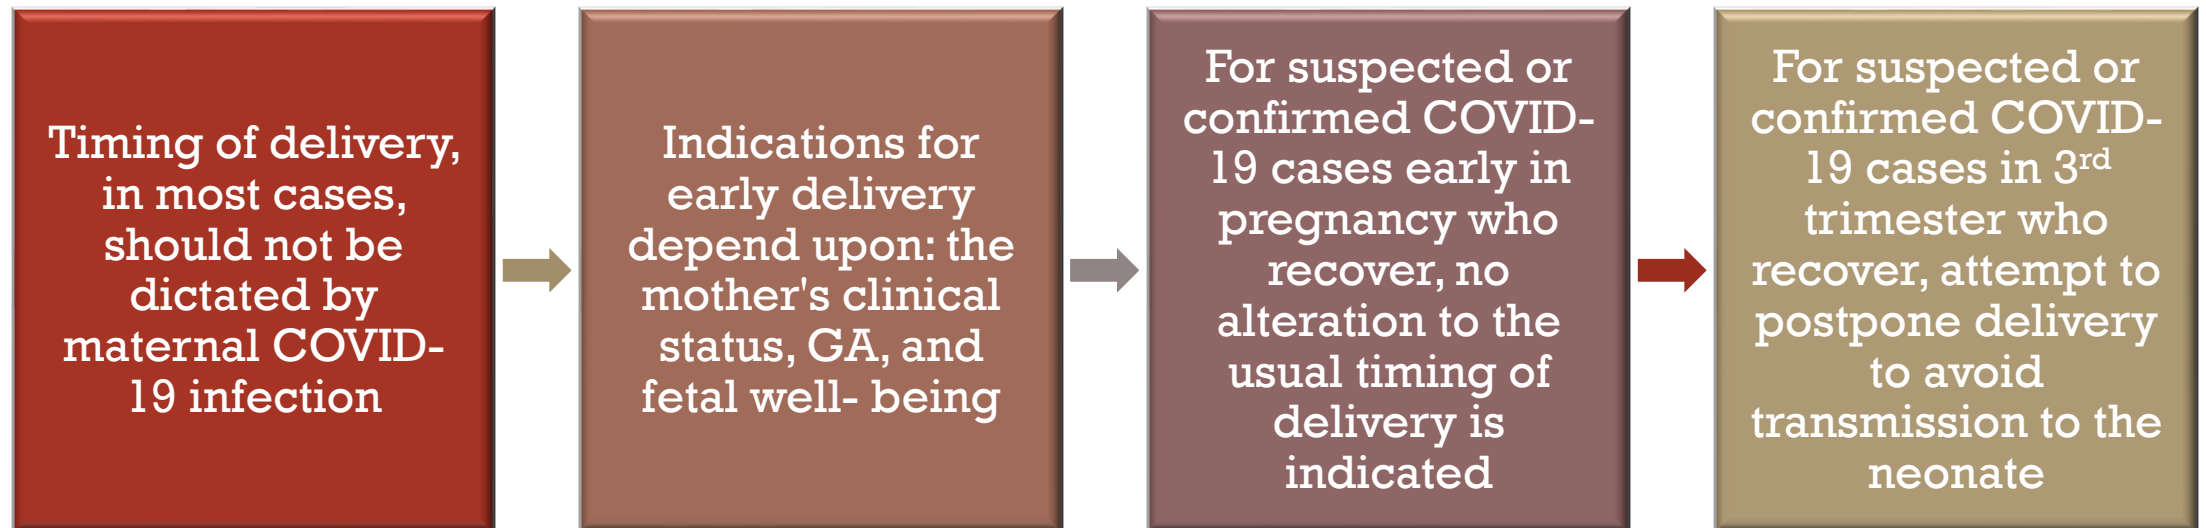 Timing of delivery,
in most cases,
should not be
dictated by
maternal COVID-
19 infection
Indications for
early delivery
depend upon: the
mother's clinical
status, GA, and
fetal well- being
For suspected or
confirmed COVID-
19 cases early in
pregnancy who
recover, no
alteration to the
usual timing of
delivery is
indicated
For suspected or
confirmed COVID-
19 cases in 3rd
trimester who
recover, attempt to
postpone delivery
to avoid
transmission to the
neonate